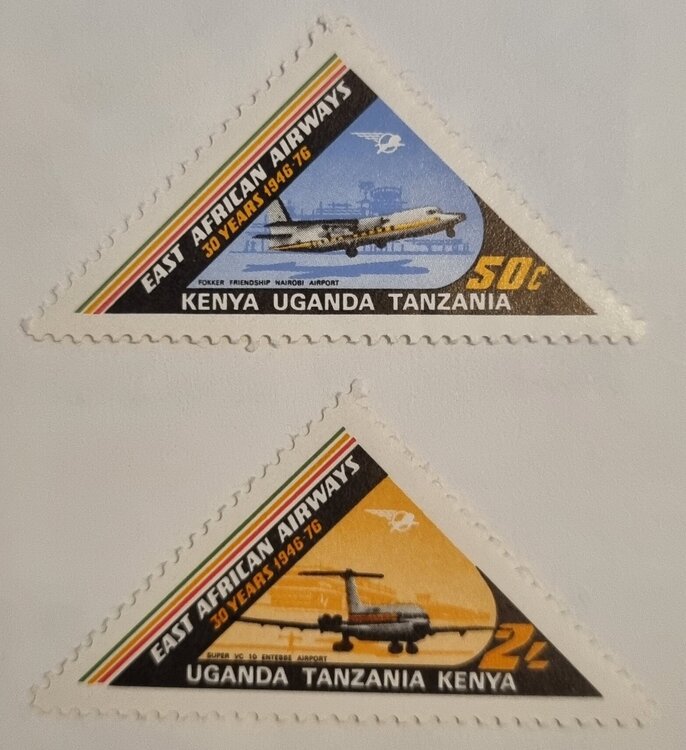 EAST AFRICAN AIRWAYS
30 YEARS 1946-76
FOKKER FRIENDSHIP NAIROBI AIRPORT
50c
KENYA UGANDA TANZANIA
EAST AFRICAN AIRWAYS
30 YEARS 1946-76
SUPER VC 10 ENTEBBE AIRPORT
2/-
UGANDA TANZANIA KENYA